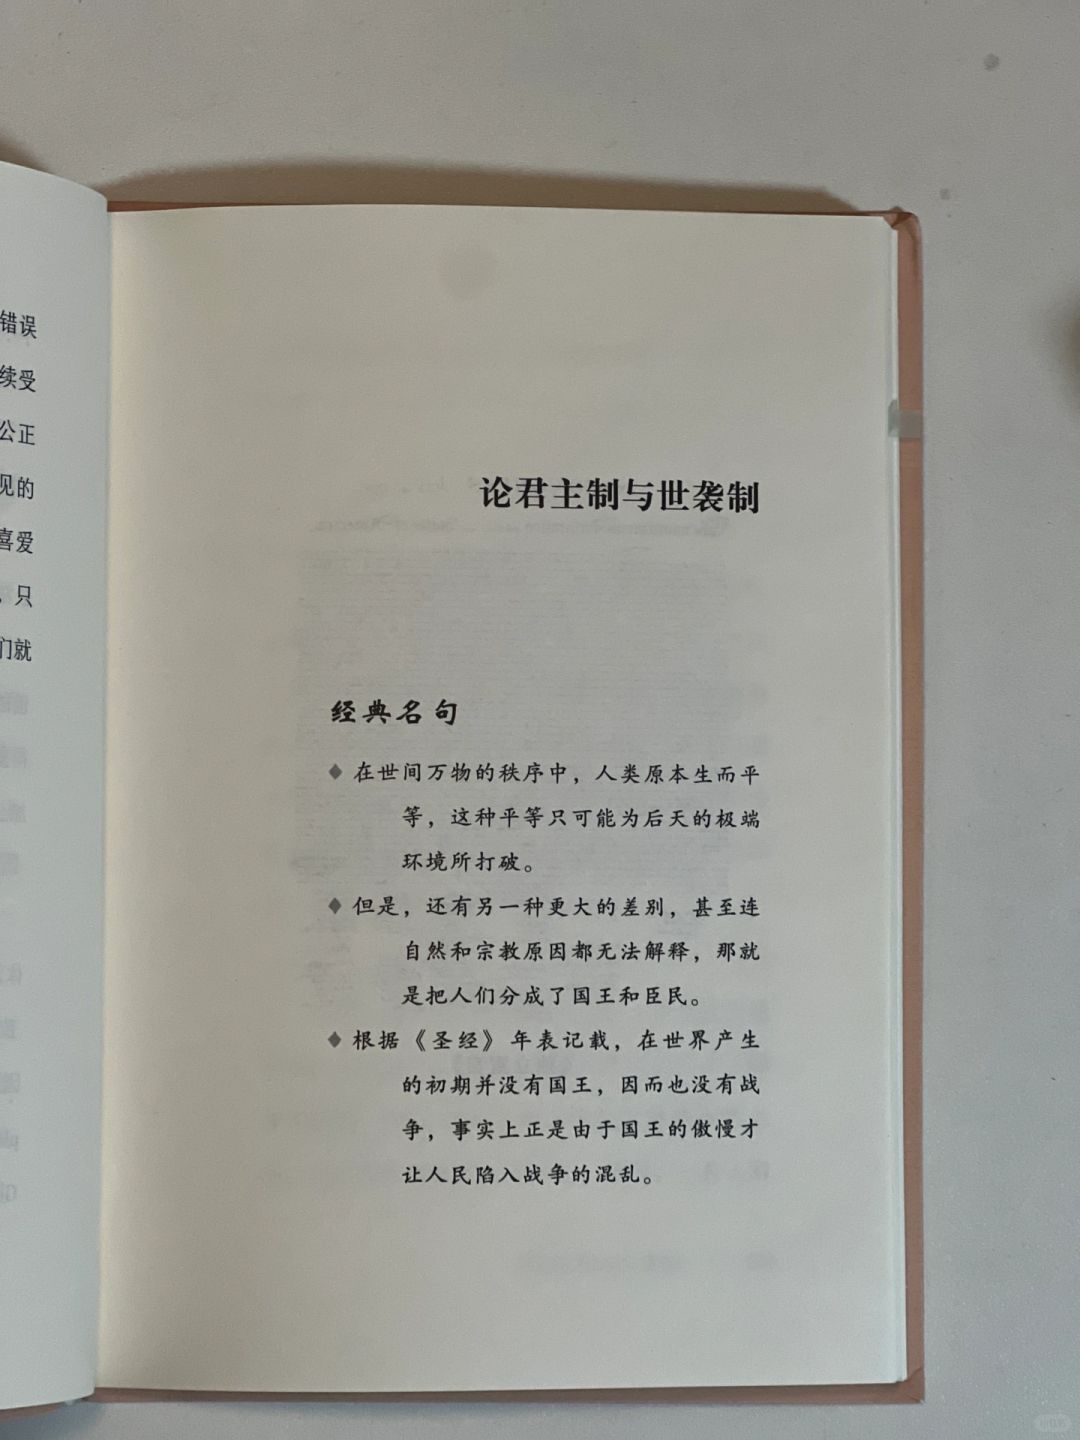 错误
续受
公正
见的
喜爱
，只
们就
论君主制与世袭制
经典名句
◆在世间万物的秩序中，人类原本生而平
等，这种平等只可能为后天的极端
环境所打破。
◆但是，还有另一种更大的差别，甚至连
自然和宗教原因都无法解释，那就
是把人们分成了国王和臣民。
◆根据《圣经》年表记载，在世界产生
的初期并没有国王，因而也没有战
争，事实上正是由于国王的傲慢才
让人民陷入战争的混乱。